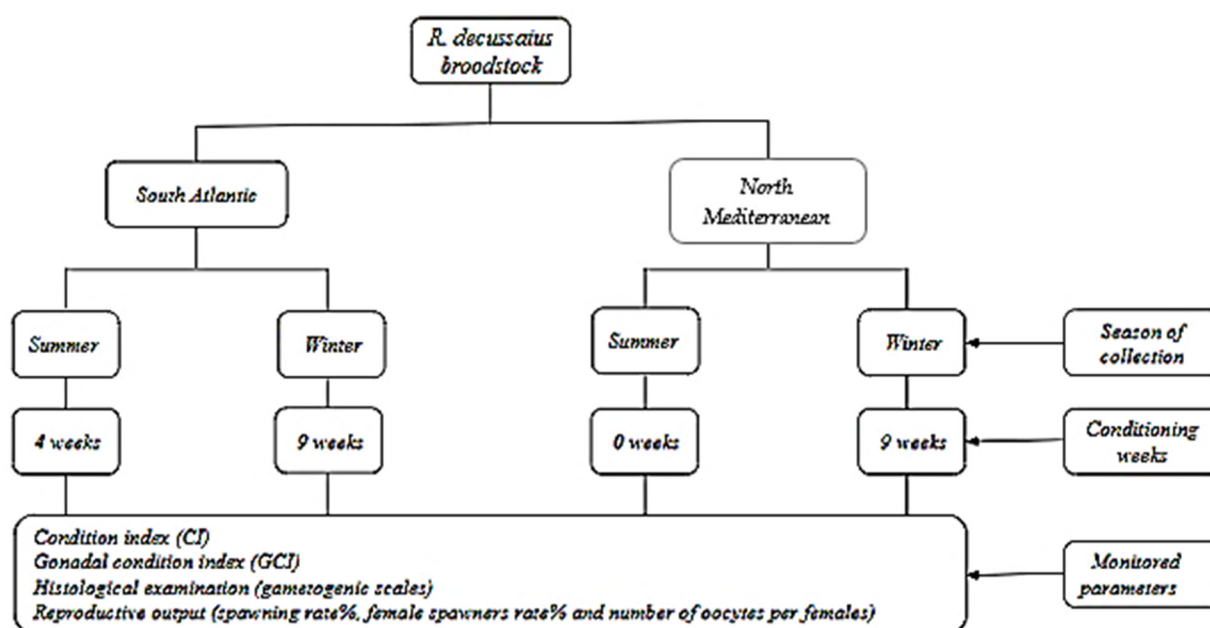 R. decussaius
broodstock
South Atlantic
North
Mediterranean
Summer
Winter
Summer
Winter
Season of
collection
4 weeks
9 weeks
0 weeks
9 weeks
Conditioning
weeks
Condition index (CI)
Gonadal condition index (GCI)
Histological examination (gametogenic scales)
Reproductive output (spawning rate%, female spawners rate% and number of oocytes per females)
Monitored
parameters